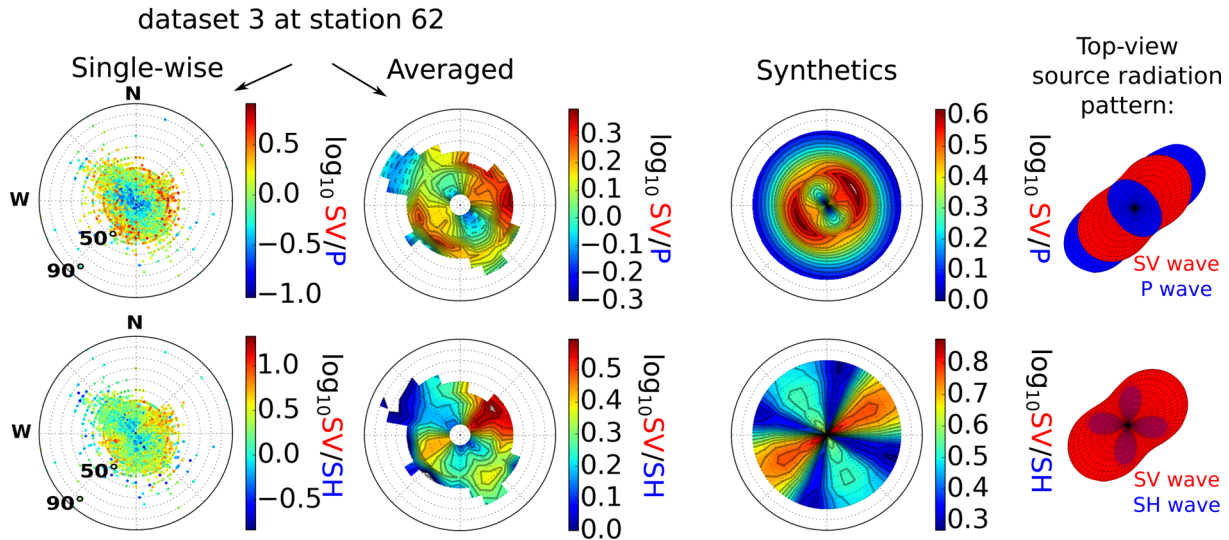 dataset 3 at station 62
Single-wise
Averaged
Synthetics
Top-view
source radiation
pattern:
N
W
50°
90°
0.5
0.0
−0.5
−1.0
log10 SV/P
0.3
0.2
0.1
0.0
−0.1
−0.2
−0.3
log10 SV/P
0.6
0.5
0.4
0.3
0.2
0.1
0.0
log10 SV/P
SV wave
P wave
N
W
50°
90°
1.0
0.5
0.0
−0.5
log10 SV/SH
0.5
0.4
0.3
0.2
0.1
0.0
log10 SV/SH
0.8
0.7
0.6
0.5
0.4
0.3
log10 SV/SH
SV wave
SH wave